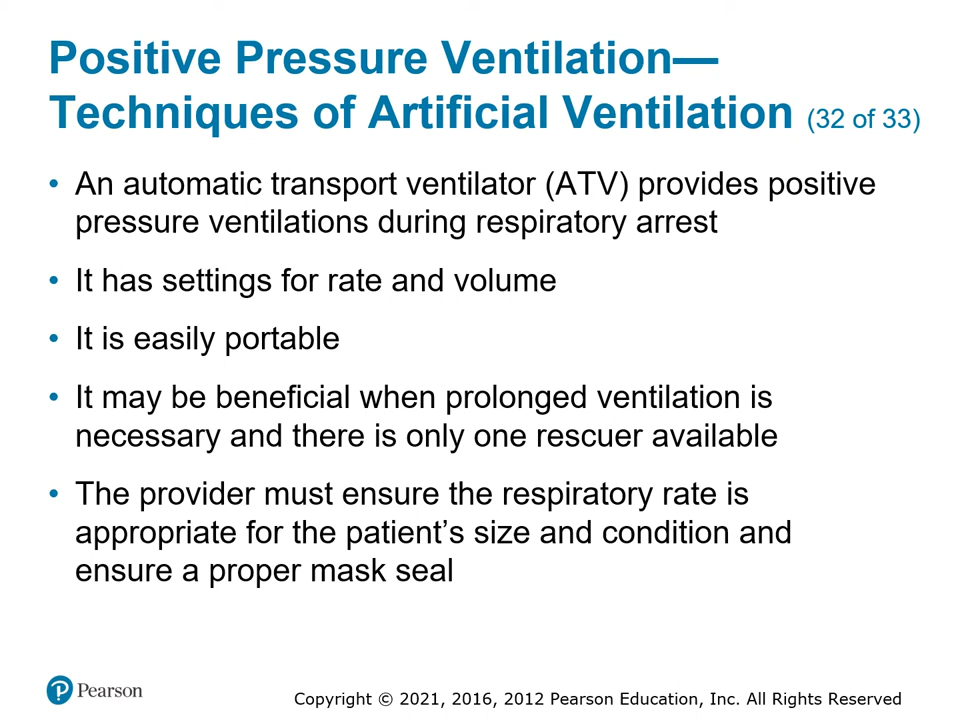 Positive Pressure Ventilation—
Techniques of Artificial Ventilation (32 of 33)
• An automatic transport ventilator (ATV) provides positive
pressure ventilations during respiratory arrest
• It has settings for rate and volume
• It is easily portable
• It may be beneficial when prolonged ventilation is
necessary and there is only one rescuer available
• The provider must ensure the respiratory rate is
appropriate for the patient’s size and condition and
ensure a proper mask seal
Pearson
Copyright © 2021, 2016, 2012 Pearson Education, Inc. All Rights Reserved